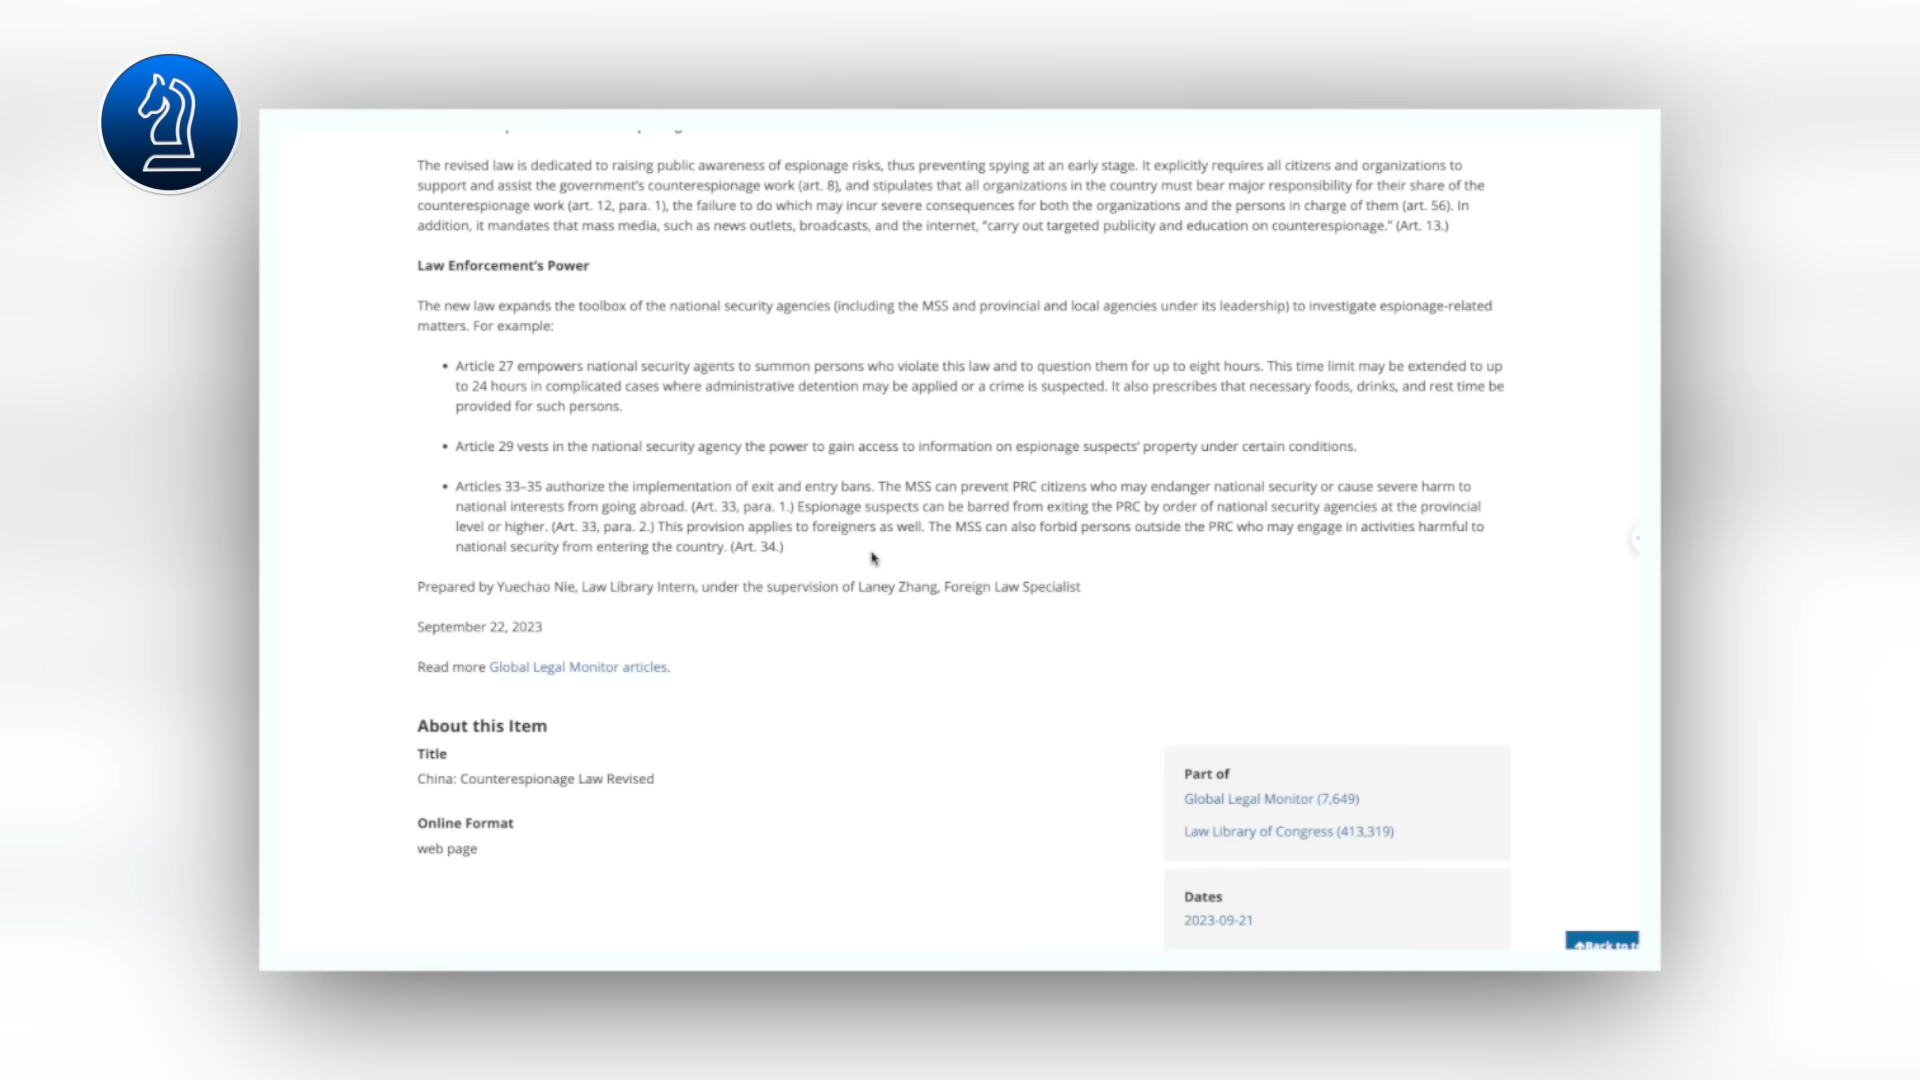 The revised law is dedicated to raising public awareness of espionage risks, thus preventing spying at an early stage. It explicitly requires all citizens and organizations to
support and assist the government's counterespionage work (art. 8), and stipulates that all organizations in the country must bear major responsibility for their share of the
counterespionage work (art. 12, para. 1), the failure to do which may incur severe consequences for both the organizations and the persons in charge of them (art. 56). In
addition, it mandates that mass media, such as news outlets, broadcasts, and the internet, “carry out targeted publicity and education on counterespionage.” (Art. 13.)
Law Enforcement's Power
The new law expands the toolbox of the national security agencies (including the MSS and provincial and local agencies under its leadership) to investigate espionage-related
matters. For example:
• Article 27 empowers national security agents to summon persons who violate this law and to question them for up to eight hours. This time limit may be extended to up
to 24 hours in complicated cases where administrative detention may be applied or a crime is suspected. It also prescribes that necessary foods, drinks, and rest time be
provided for such persons.
• Article 29 vests in the national security agency the power to gain access to information on espionage suspects' property under certain conditions.
• Articles 33–35 authorize the implementation of exit and entry bans. The MSS can prevent PRC citizens who may endanger national security or cause severe harm to
national interests from going abroad. (Art. 33, para. 1.) Espionage suspects can be barred from exiting the PRC by order of national security agencies at the provincial
level or higher. (Art. 33, para. 2.) This provision applies to foreigners as well. The MSS can also forbid persons outside the PRC who may engage in activities harmful to
national security from entering the country. (Art. 34.)
Prepared by Yuechao Nie, Law Library Intern, under the supervision of Laney Zhang, Foreign Law Specialist
September 22, 2023
Read more Global Legal Monitor articles.
About this Item
Title
China: Counterespionage Law Revised
Online Format
web page
Part of
Global Legal Monitor (7,649)
Law Library of Congress (413,319)
Dates
2023-09-21
Back to